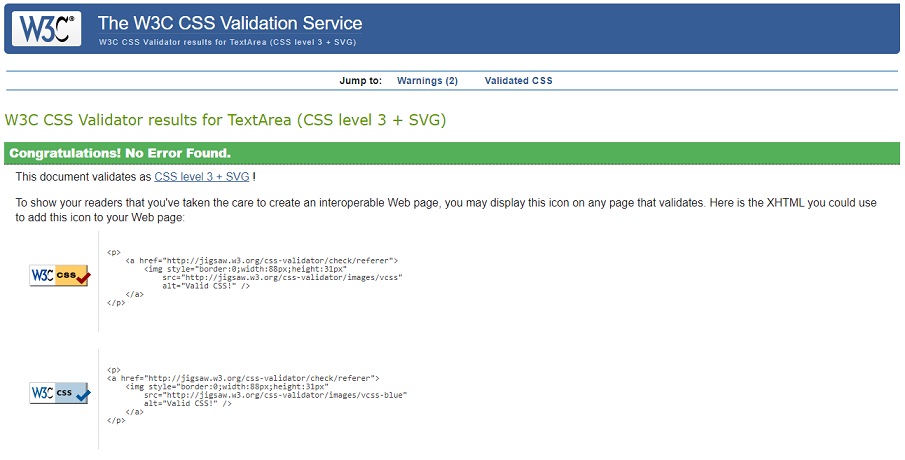 W3C® The W3C CSS Validation Service
W3C CSS Validator results for TextArea (CSS level 3 + SVG)
Jump to: Warnings (2) Validated CSS
W3C CSS Validator results for TextArea (CSS level 3 + SVG)
Congratulations! No Error Found.
This document validates as CSS level 3 + SVG !
To show your readers that you've taken the care to create an interoperable Web page, you may display this icon on any page that validates. Here is the XHTML you could use
to add this icon to your Web page:
W3C css
<p>
<a href="http://jigsaw.w3.org/css-validator/check/referer">
<img style="border:0;width:88px;height:31px"
src="http://jigsaw.w3.org/css-validator/images/vcss"
alt="Valid CSS!" />
</a>
</p>
W3C css
<p>
<a href="http://jigsaw.w3.org/css-validator/check/referer">
<img style="border:0;width:88px;height:31px"
src="http://jigsaw.w3.org/css-validator/images/vcss-blue"
alt="Valid CSS!" />
</a>
</p>